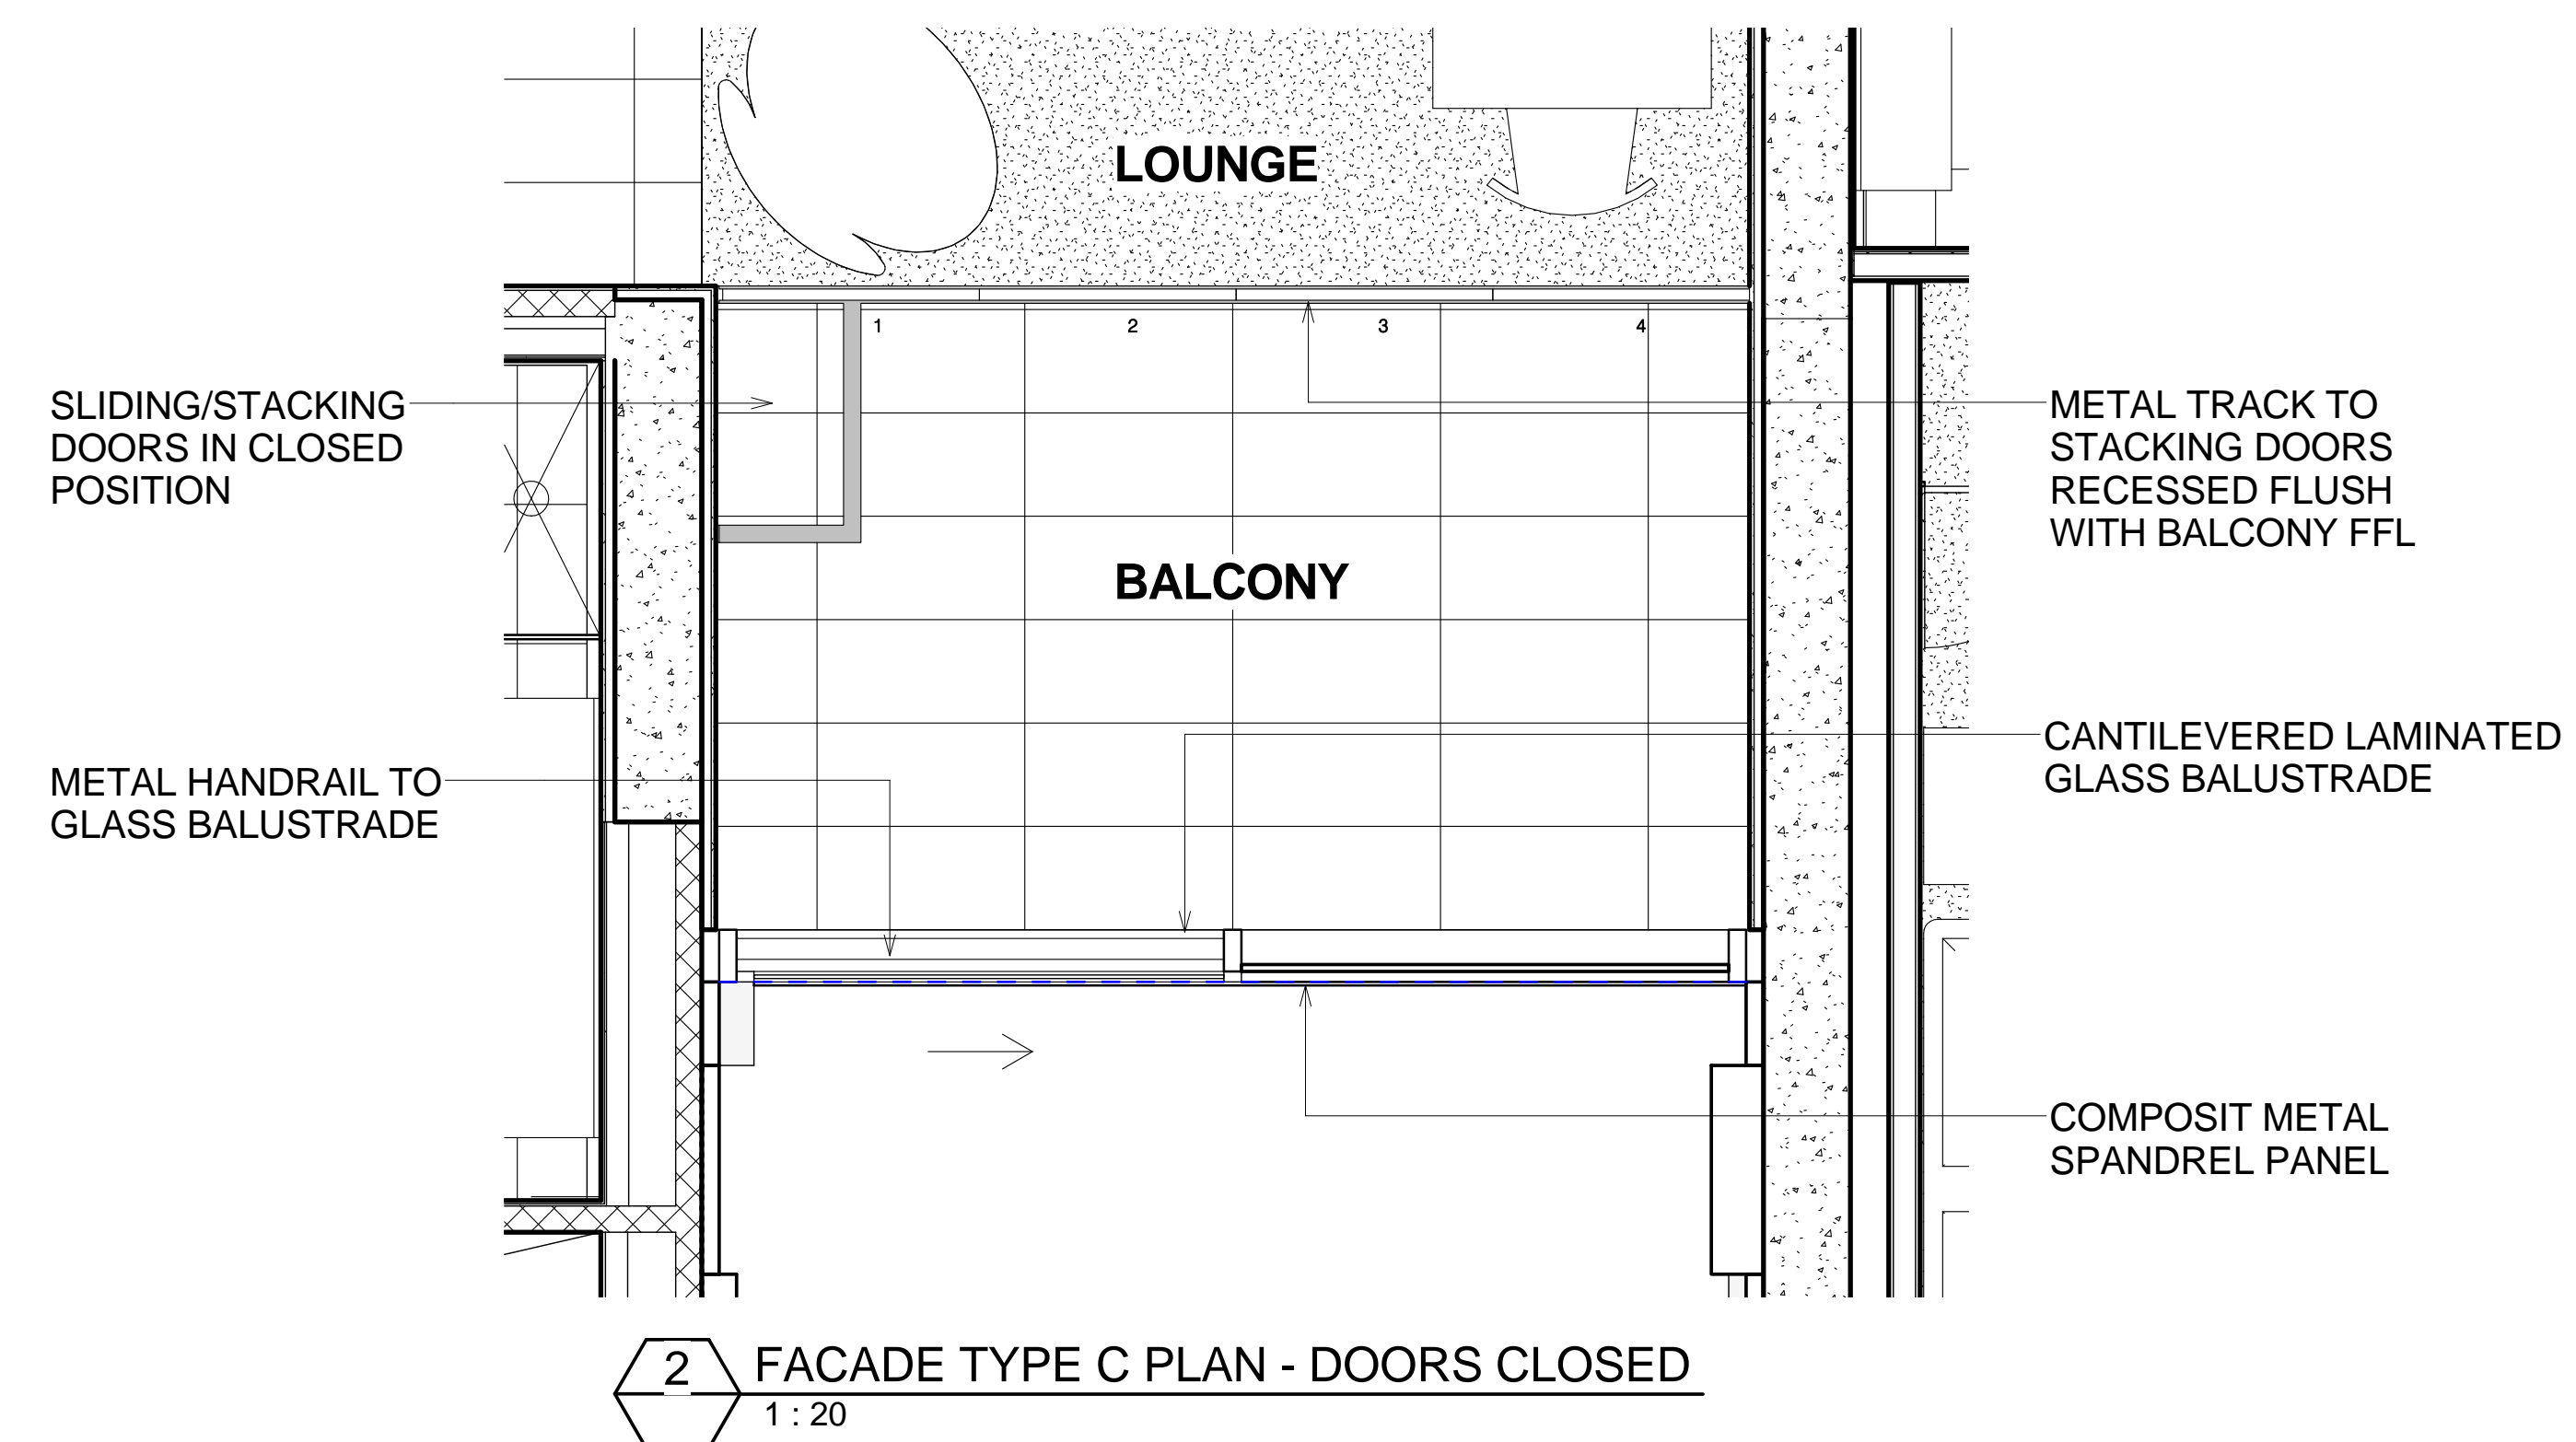 LOUNGE
1
2
3
4
SLIDING/STACKING
DOORS IN CLOSED
POSITION
METAL TRACK TO
STACKING DOORS
RECESSED FLUSH
WITH BALCONY FFL
BALCONY
METAL HANDRAIL TO
GLASS BALUSTRADE
CANTILEVERED LAMINATED
GLASS BALUSTRADE
COMPOSIT METAL
SPANDREL PANEL
2
FACADE TYPE C PLAN - DOORS CLOSED
1 : 20